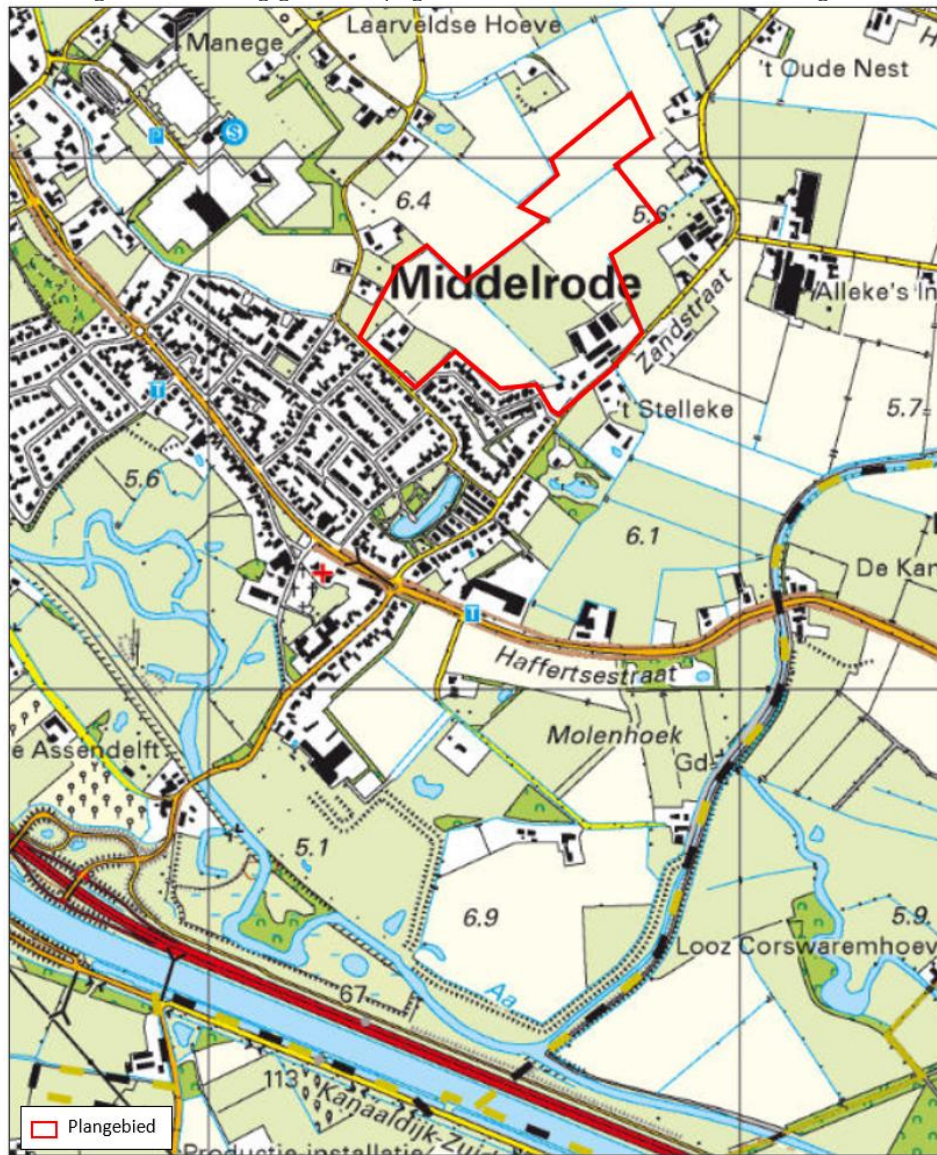 Manege
Laarveldse Hoeve
't Oude Nest
H
P
S
6.4
5.6
Middelrode
Alleke's In
Zandstraat
T
't Stelleke
5.7
5.6
6.1
De Kan
T
Haffertsestraat
Molenhoek
e Assendelft
Gd
5.1
6.9
5.9
Looz Corswaremhoev
Aa
67
113
Kanaaldijk-Zuid
Plangebied
Productie-installatie